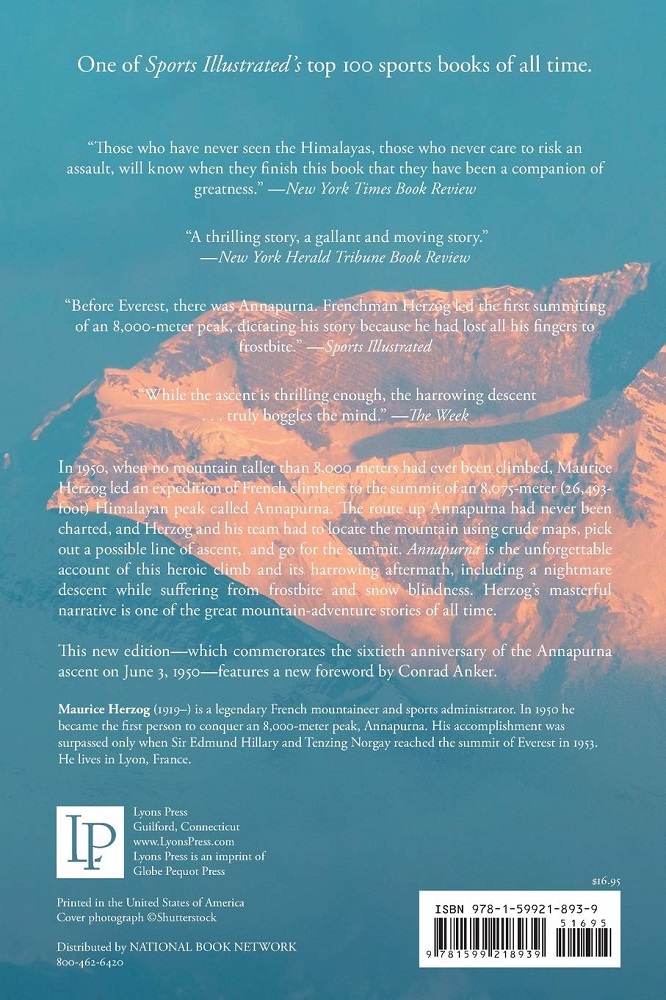 One of Sports Illustrated's top 100 sports books of all time.
“Those who have never seen the Himalayas, those who never care to risk an
assault, will know when they finish this book that they have been a companion of
greatness.” —New York Times Book Review
“A thrilling story, a gallant and moving story.”
—New York Herald Tribune Book Review
“Before Everest, there was Annapurna. Frenchman Herzog led the first summiting
of an 8,000-meter peak, dictating his story because he had lost all his fingers to
frostbite.” —Sports Illustrated
“While the ascent is thrilling enough, the harrowing descent
. . . truly boggles the mind.” —The Week
In 1950, when no mountain taller than 8,000 meters had ever been climbed, Maurice
Herzog led an expedition of French climbers to the summit of an 8,075-meter (26,493-
foot) Himalayan peak called Annapurna. The route up Annapurna had never been
charted, and Herzog and his team had to locate the mountain using crude maps, pick
out a possible line of ascent, and go for the summit. Annapurna is the unforgettable
account of this heroic climb and its harrowing aftermath, including a nightmare
descent while suffering from frostbite and snow blindness. Herzog's masterful
narrative is one of the great mountain-adventure stories of all time.
This new edition—which commerorates the sixtieth anniversary of the Annapurna
ascent on June 3, 1950—features a new foreword by Conrad Anker.
Maurice Herzog (1919–) is a legendary French mountaineer and sports administrator. In 1950 he
became the first person to conquer an 8,000-meter peak, Annapurna. His accomplishment was
surpassed only when Sir Edmund Hillary and Tenzing Norgay reached the summit of Everest in 1953.
He lives in Lyon, France.
LP
Lyons Press
Guilford, Connecticut
www.LyonsPress.com
Lyons Press is an imprint of
Globe Pequot Press
Printed in the United States of America
Cover photograph ©Shutterstock
Distributed by NATIONAL BOOK NETWORK
800-462-6420
$16.95
ISBN 978-1-59921-893-9
51695
9 781599 218939